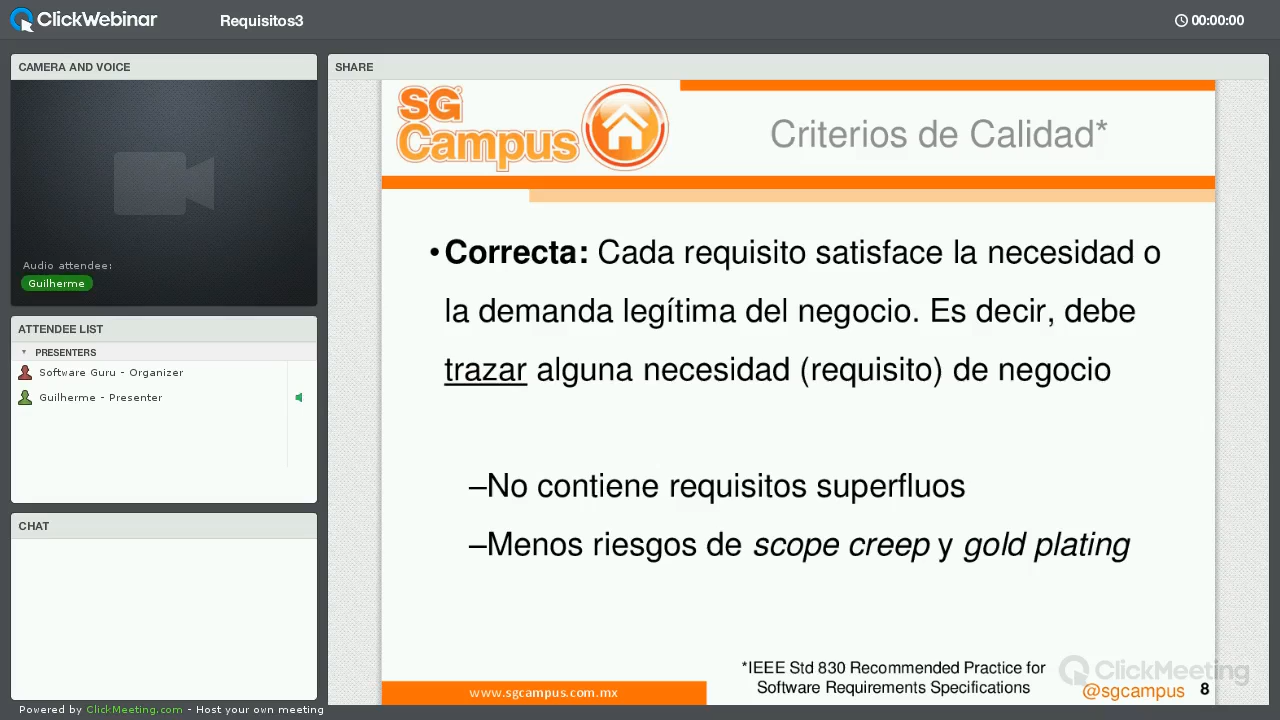 ClickWebinar
Requisitos3
00:00:00
CAMERA AND VOICE
Audio attendee:
Guilherme
ATTENDEE LIST
PRESENTERS
Software Guru - Organizer
Guilherme - Presenter
CHAT
Powered by ClickMeeting.com - Host your own meeting
SHARE
SG
Campus
Criterios de Calidad*
• Correcta: Cada requisito satisface la necesidad o
la demanda legítima del negocio. Es decir, debe
trazar alguna necesidad (requisito) de negocio
–No contiene requisitos superfluos
–Menos riesgos de scope creep y gold plating
*IEEE Std 830 Recommended Practice for
Software Requirements Specifications
www.sgcampus.com.mx
ClickMeeting
@sgcampus 8